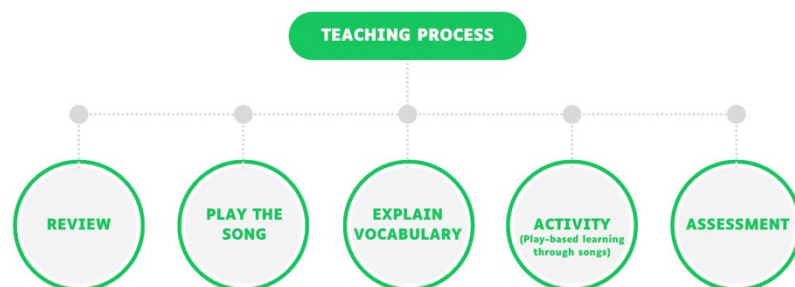 TEACHING PROCESS
REVIEW
PLAY THE
SONG
EXPLAIN
VOCABULARY
ACTIVITY
(Play-based learning
through songs)
ASSESSMENT